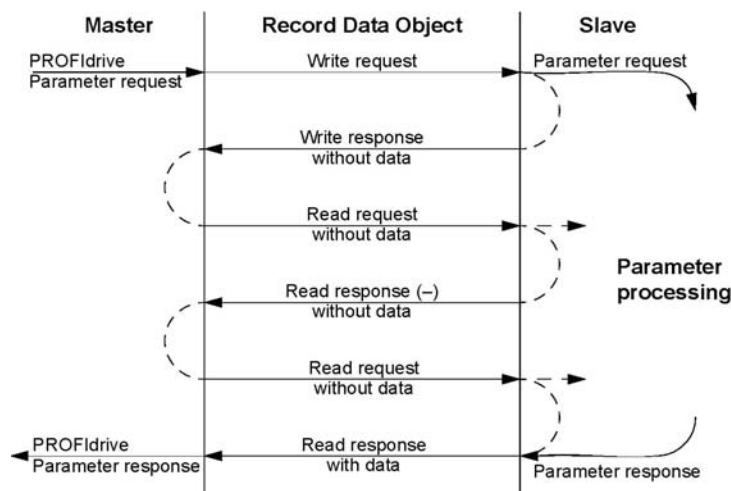 Master
Record Data Object
Slave
PROFIdrive
Parameter request
Write request
Parameter request
Write response
without data
Read request
without data
Parameter
processing
Read response (–)
without data
Read request
without data
PROFIdrive
Parameter response
Read response
with data
Parameter response